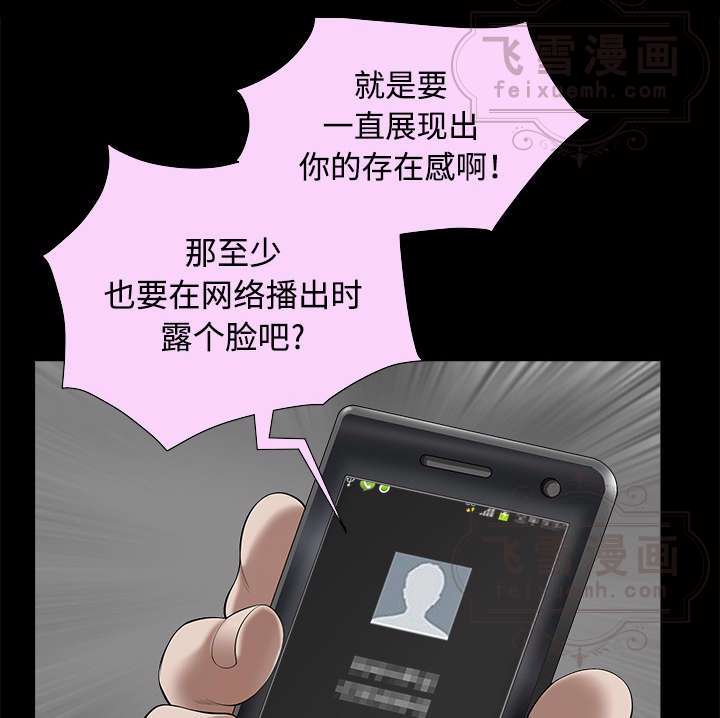 飞雪漫画
feixuemh.com
就是要
一直展现出
你的存在感啊！
那至少
也要在网络播出时
露个脸吧？
飞雪漫画
feixuemh.com